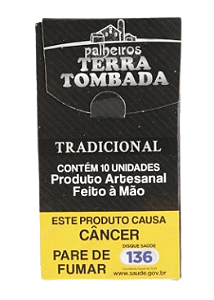 palheiros
TERRA
TOMBADA
TRADICIONAL
CONTÉM 10 UNIDADES
Produto Artesanal
Feito à Mão
ESTE PRODUTO CAUSA
CÂNCER
PARE DE
FUMAR
DISQUE SAÚDE
136
www.saude.gov.br